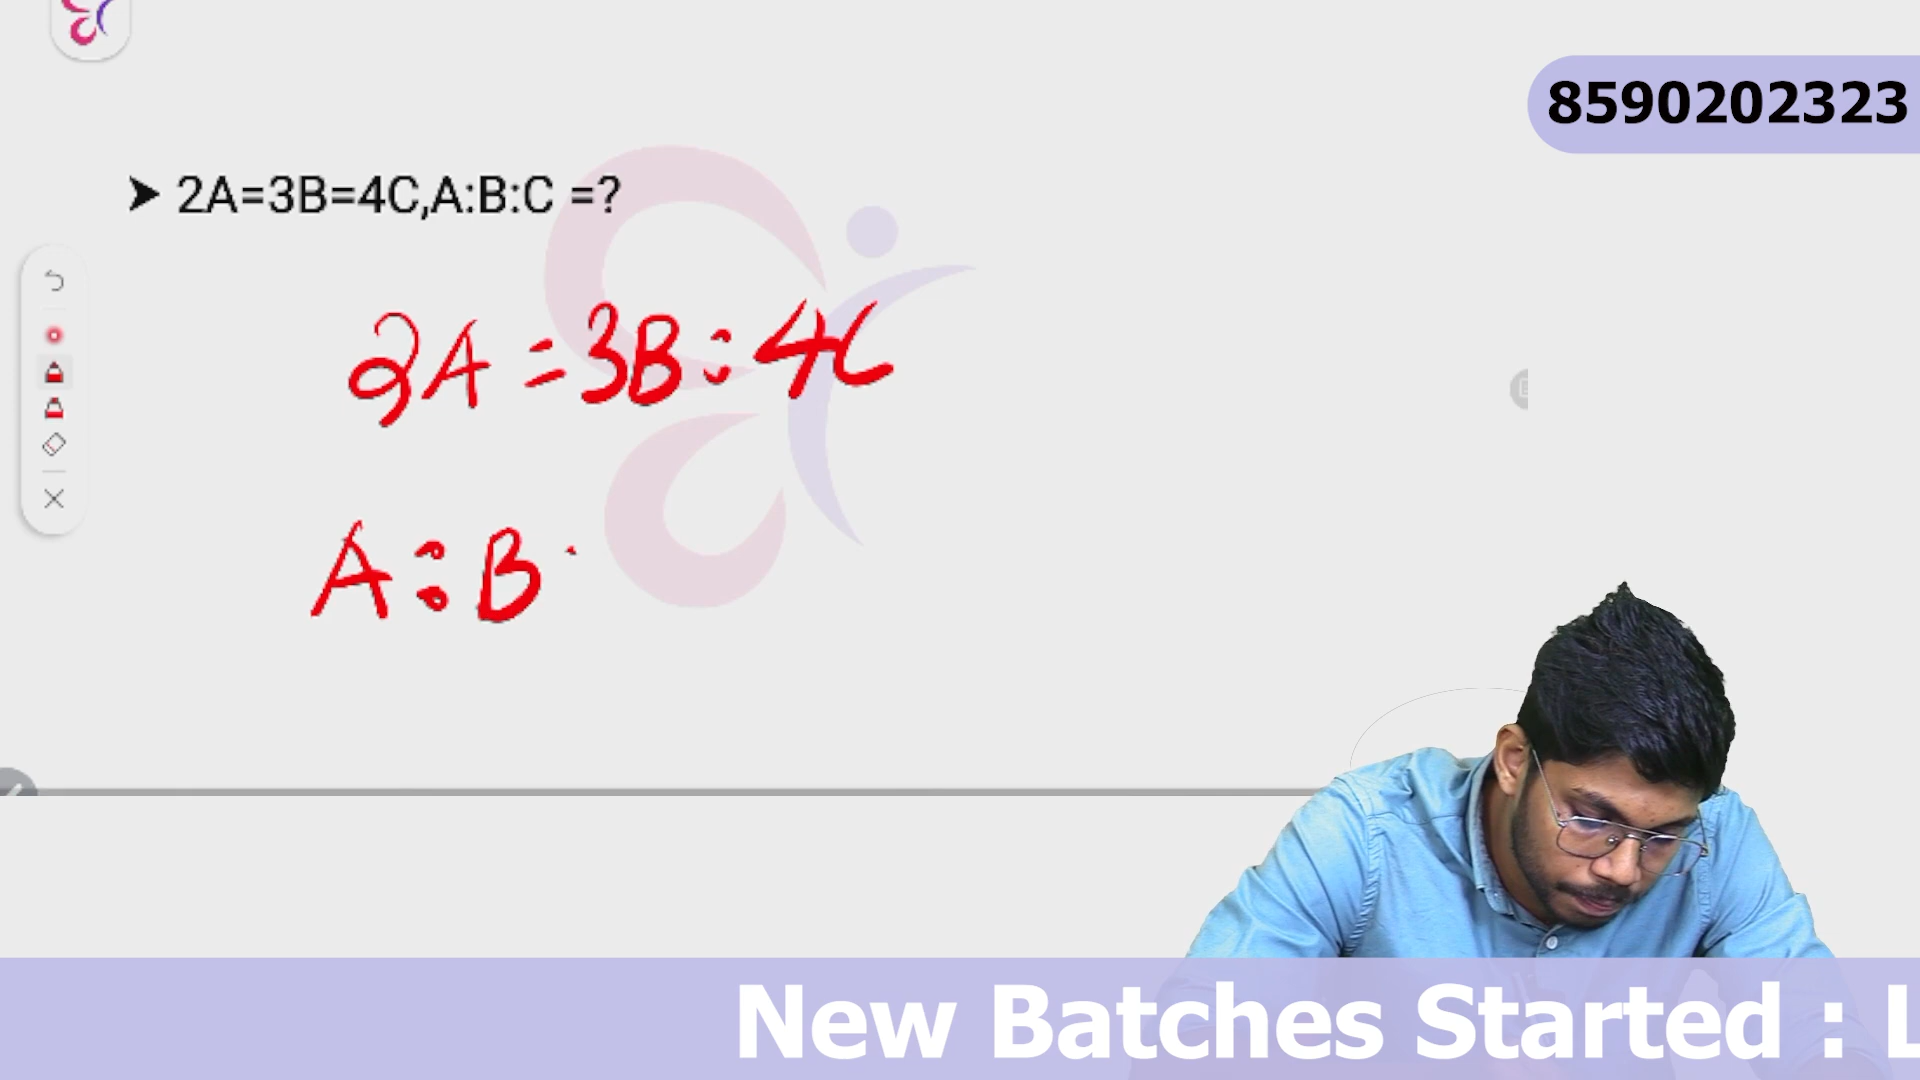 8590202323
➤ 2A=3B=4C,A:B:C =?
2A = 3B : 4C
A : B
New Batches Started : L